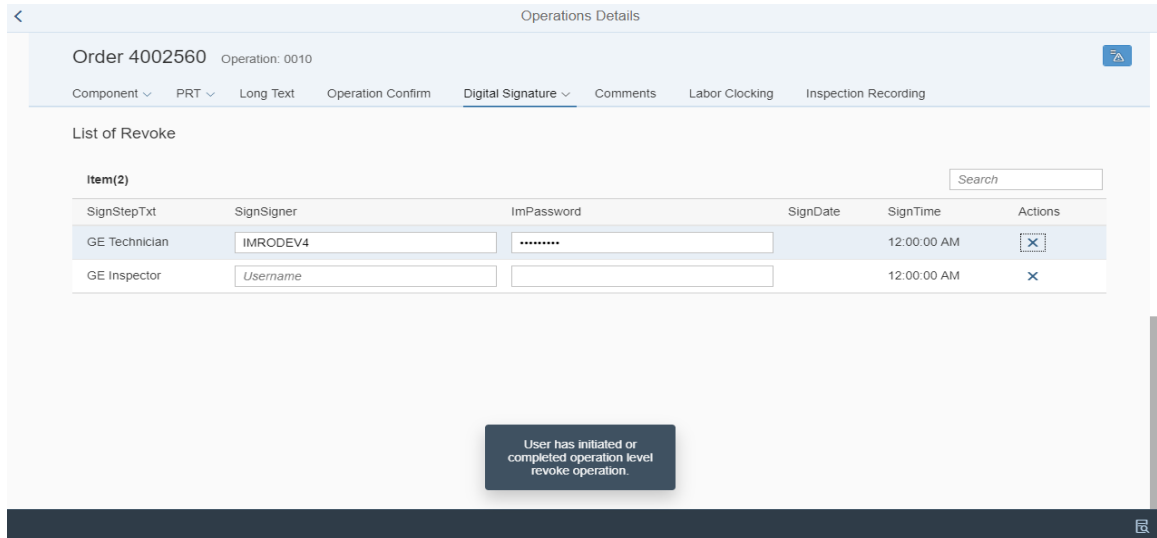 Operations Details
Order 4002560 Operation: 0010
Component PRT Long Text Operation Confirm Digital Signature Comments Labor Clocking Inspection Recording
List of Revoke
Item(2) Search
SignStepTxt SignSigner ImPassword SignDate SignTime Actions
GE Technician IMRODEV4 ••••••••• 12:00:00 AM
GE Inspector Username 12:00:00 AM
User has initiated or
completed operation level
revoke operation.